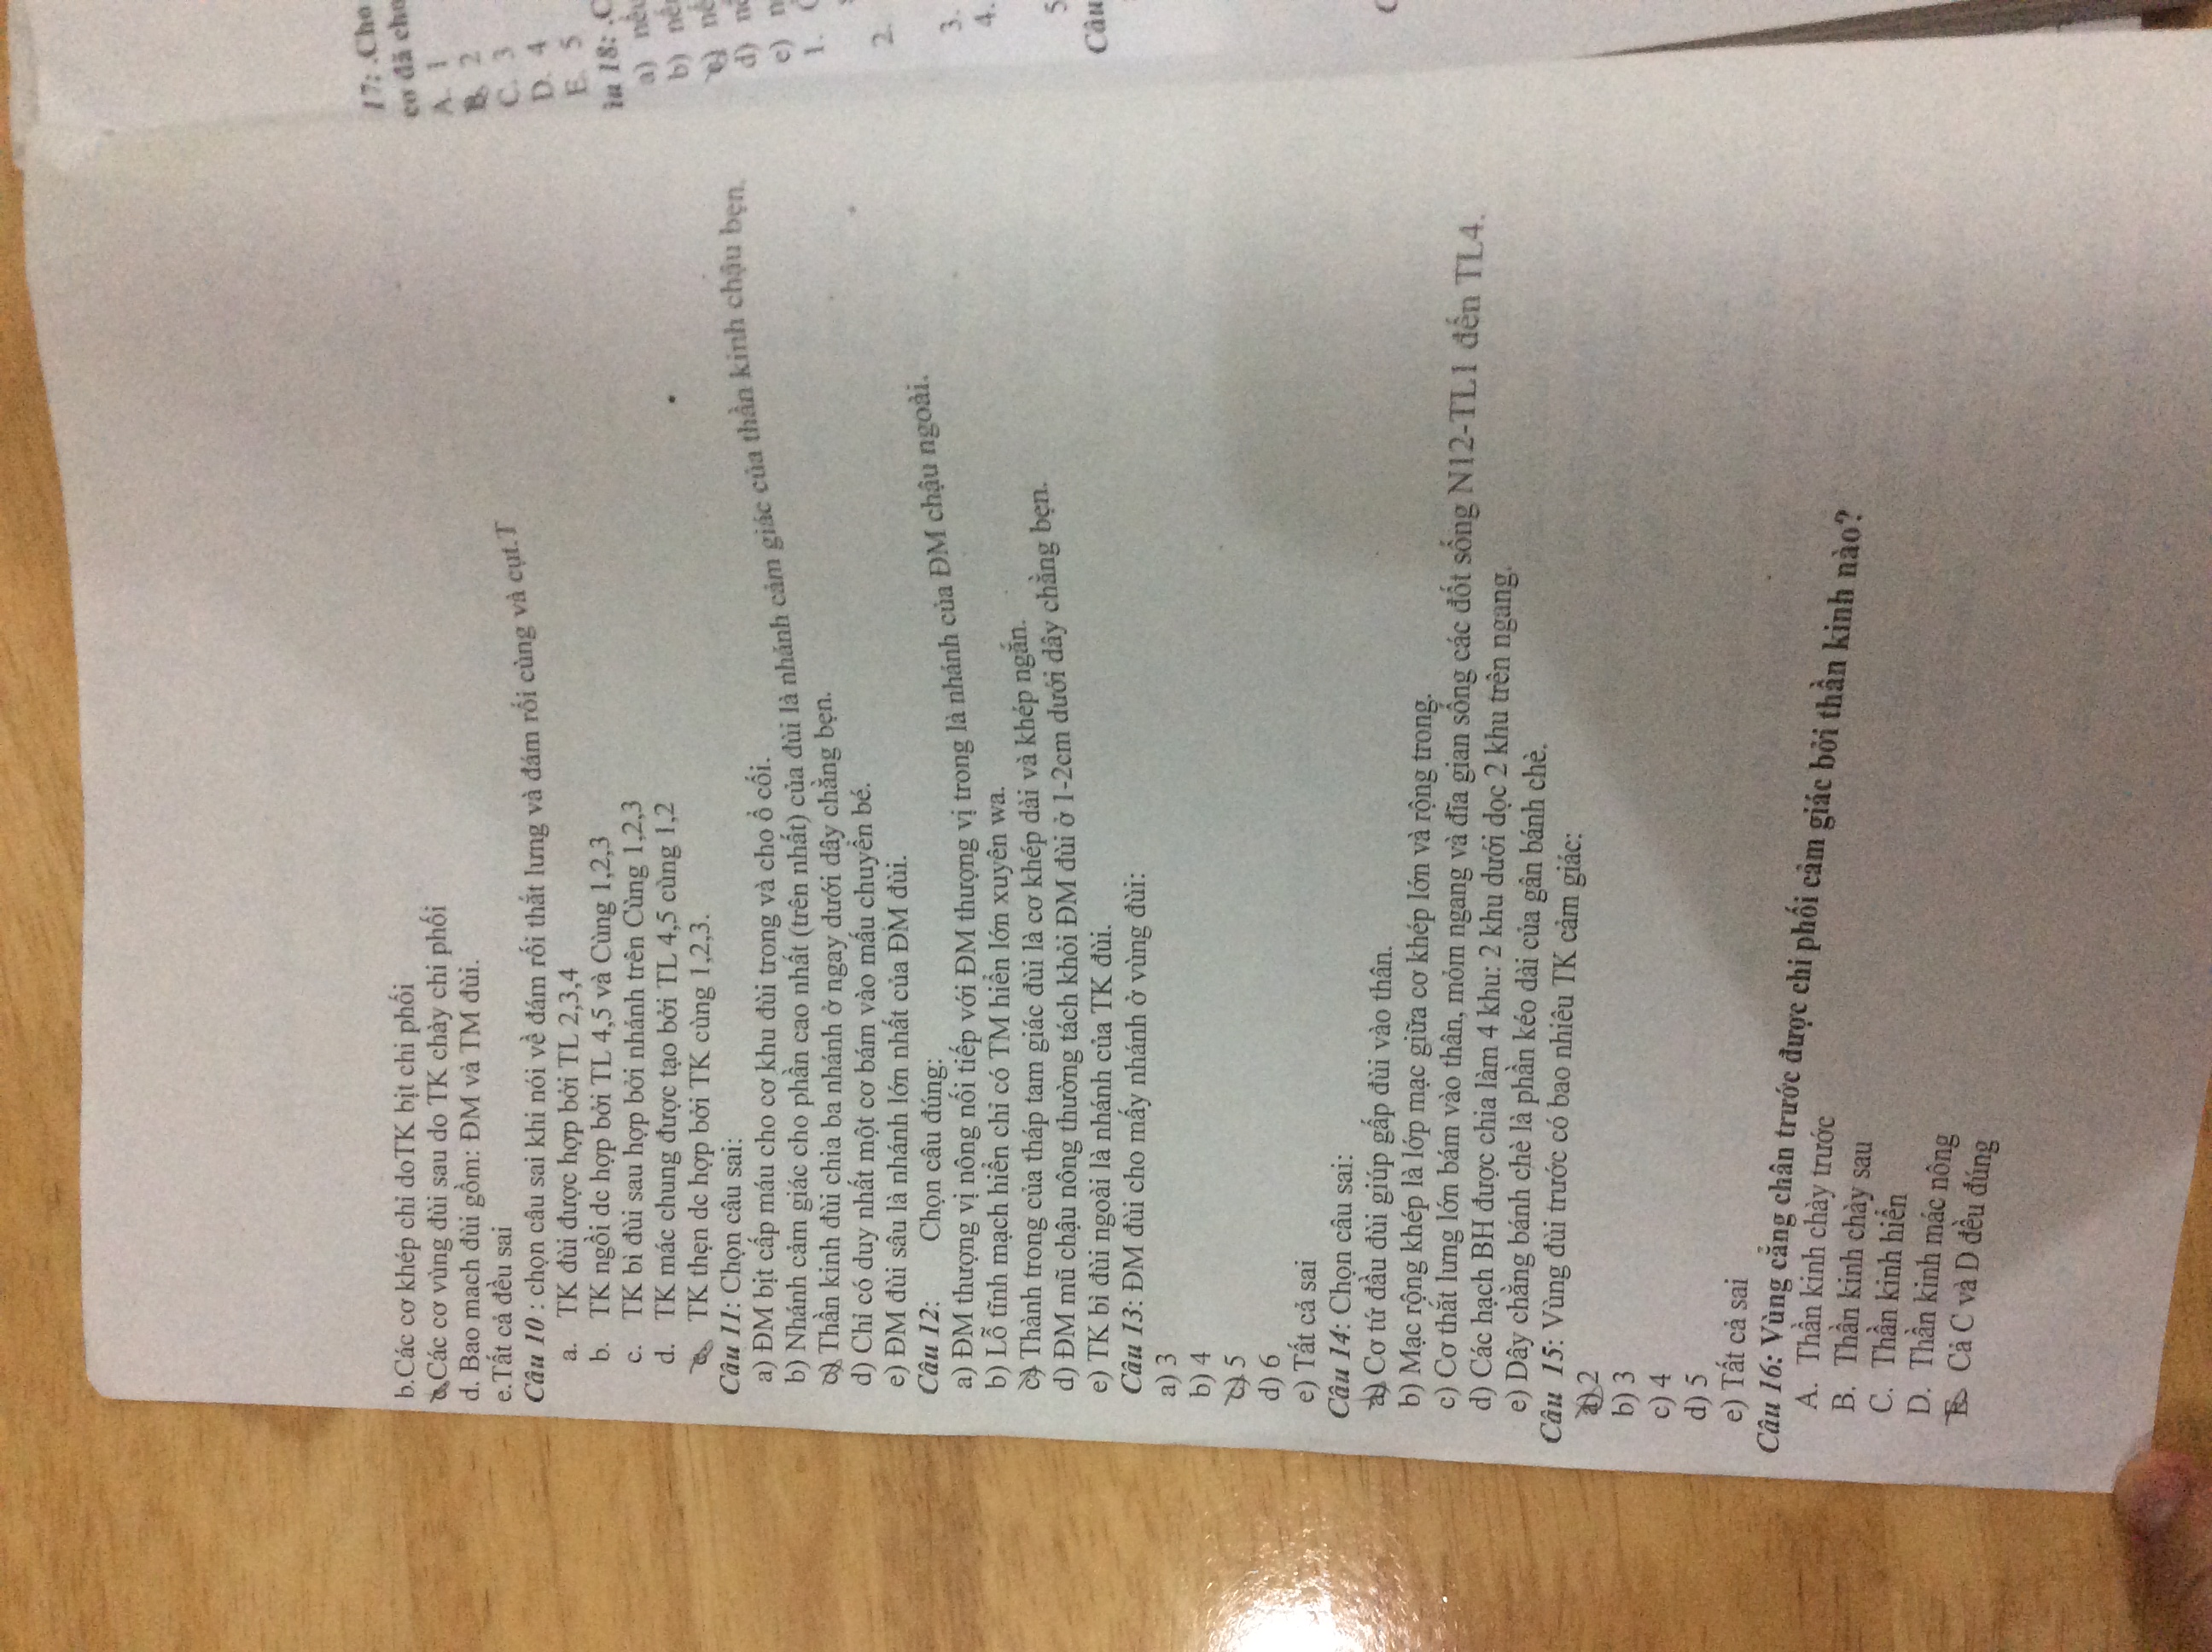 b.Các cơ khép chỉ doTK bịt chi phối
c.Các cơ vùng đùi sau do TK chày chi phối
d. Bao mach đùi gồm: ĐM và TM đùi.
e.Tất cả đều sai
Câu 10 : chọn câu sai khi nói về đám rối thắt lưng và đám rối cùng và cụt.T
a. TK đùi được hợp bởi TL 2,3,4
b. TK ngồi dc hợp bởi TL 4,5 và Cùng 1,2,3
c. TK bì đùi sau hợp bởi nhánh trên Cùng 1,2,3
d. TK mác chung được tạo bởi TL 4,5 cùng 1,2
e. TK thẹn dc hợp bởi TK cùng 1,2,3.
Câu 11: Chọn câu sai:
a) ĐM bịt cấp máu cho cơ khu đùi trong và cho ổ cối.
b) Nhánh cảm giác cho phần cao nhất (trên nhất) của đùi là nhánh cảm giác của thần kinh chậu bẹn.
c) Thần kinh đùi chia ba nhánh ở ngay dưới dây chằng bẹn.
d) Chỉ có duy nhất một cơ bám vào mấu chuyển bé.
e) ĐM đùi sâu là nhánh lớn nhất của ĐM đùi.
Câu 12: Chọn câu đúng:
a) ĐM thượng vị nông nối tiếp với ĐM thượng vị trong là nhánh của ĐM chậu ngoài.
b) Lỗ tĩnh mạch hiển chỉ có TM hiển lớn xuyên wa.
c) Thành trong của tháp tam giác đùi là cơ khép dài và khép ngắn.
d) ĐM mũ chậu nông thường tách khỏi ĐM đùi ở 1-2cm dưới dây chằng bẹn.
e) TK bì đùi ngoài là nhánh của TK đùi.
Câu 13: ĐM đùi cho mấy nhánh ở vùng đùi:
a) 3
b) 4
c) 5
d) 6
e) Tất cả sai
Câu 14: Chọn câu sai:
a) Cơ tứ đầu đùi giúp gấp đùi vào thân.
b) Mạc rộng khép là lớp mạc giữa cơ khép lớn và rộng trong.
c) Cơ thắt lưng lớn bám vào thân, mỏm ngang và đĩa gian sống các đốt sống N12-TL1 đến TL4.
d) Các hạch BH được chia làm 4 khu: 2 khu dưới dọc 2 khu trên ngang.
e) Dây chằng bánh chè là phần kéo dài của gân bánh chè.
Câu 15: Vùng đùi trước có bao nhiêu TK cảm giác:
a) 2
b) 3
c) 4
d) 5
e) Tất cả sai
Câu 16: Vùng cẳng chân trước được chi phối cảm giác bởi thần kinh nào?
A. Thần kinh chày trước
B. Thần kinh chày sau
C. Thần kinh hiển
D. Thần kinh mác nông
E. Cả C và D đều đúng
17: .Cho
cơ đã cho
A. 1
B. 2
C. 3
D. 4
E. 5
18: .C
a)
b)
c)
d)
e)
1.
2.
3.
4.
5
Câu